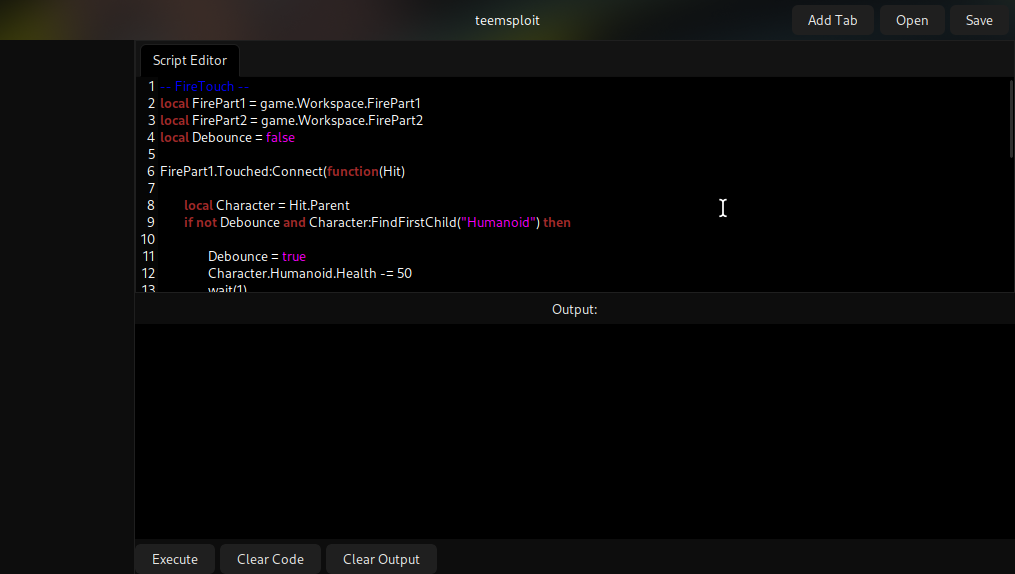 teemsploit
Add Tab
Open
Save
Script Editor
1 -- FireTouch --
2 local FirePart1 = game.Workspace.FirePart1
3 local FirePart2 = game.Workspace.FirePart2
4 local Debounce = false
5
6 FirePart1.Touched:Connect(function(Hit)
7
8 local Character = Hit.Parent
9 if not Debounce and Character:FindFirstChild("Humanoid") then
10
11 Debounce = true
12 Character.Humanoid.Health -= 50
13 wait(1)
Output:
Execute
Clear Code
Clear Output